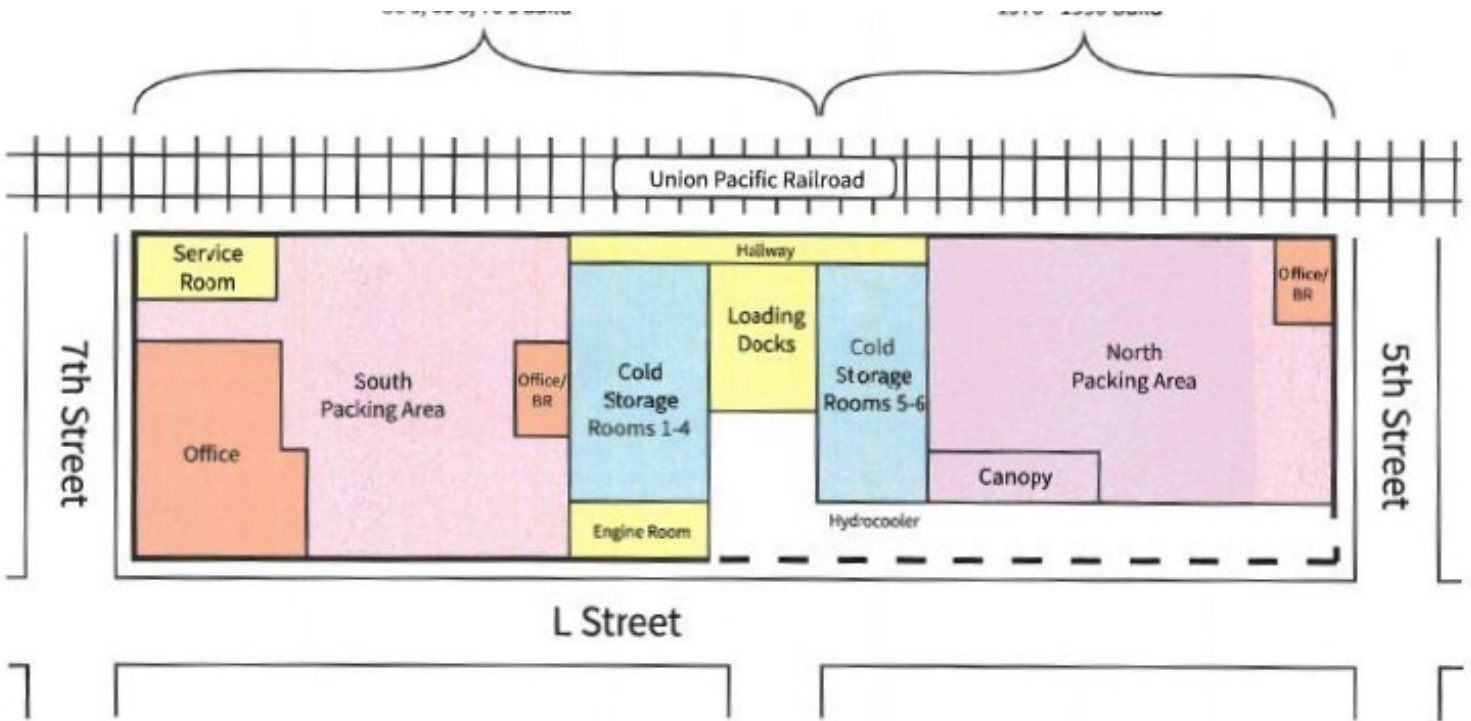 Union Pacific Railroad
Service
Room
Hallway
Office/
BR
Loading
Docks
Cold
Storage
Rooms 5-6
North
Packing Area
7th Street
South
Packing Area
Office/
BR
Cold
Storage
Rooms 1-4
5th Street
Office
Canopy
Hydrocooler
Engine Room
L Street